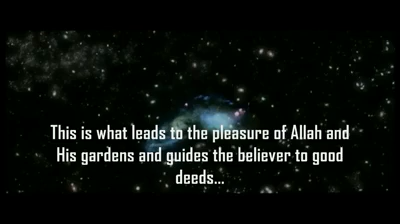 This is what leads to the pleasure of Allah and
His gardens and guides the believer to good
deeds...